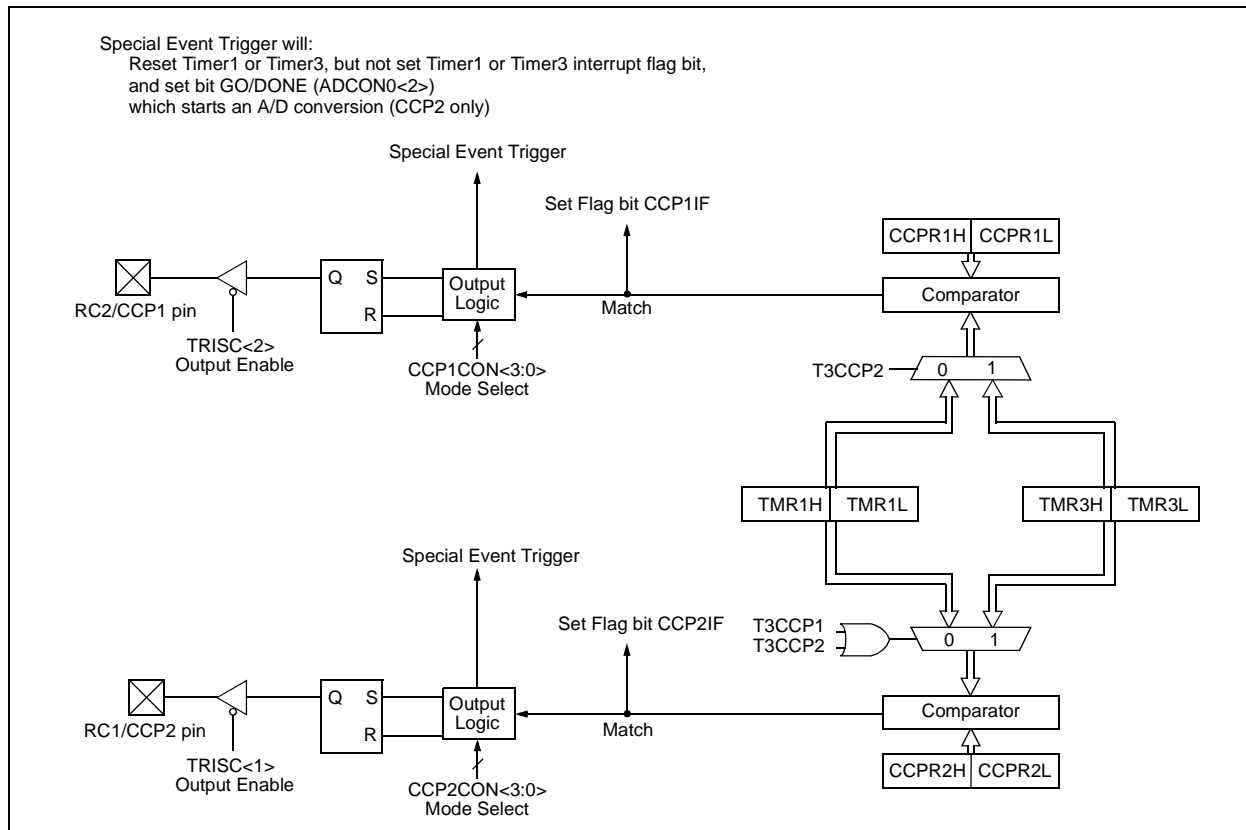 Special Event Trigger will:
Reset Timer1 or Timer3, but not set Timer1 or Timer3 interrupt flag bit,
and set bit GO/DONE (ADCON0<2>)
which starts an A/D conversion (CCP2 only)
Special Event Trigger
Set Flag bit CCP1IF
CCPR1H CCPR1L
Q S
R
Output
Logic
Comparator
RC2/CCP1 pin
Match
TRISC<2>
Output Enable
CCP1CON<3:0>
Mode Select
T3CCP2
0 1
TMR1H TMR1L
TMR3H TMR3L
Special Event Trigger
Set Flag bit CCP2IF
T3CCP1
T3CCP2
0 1
Q S
R
Output
Logic
Comparator
RC1/CCP2 pin
Match
TRISC<1>
Output Enable
CCP2CON<3:0>
Mode Select
CCPR2H CCPR2L